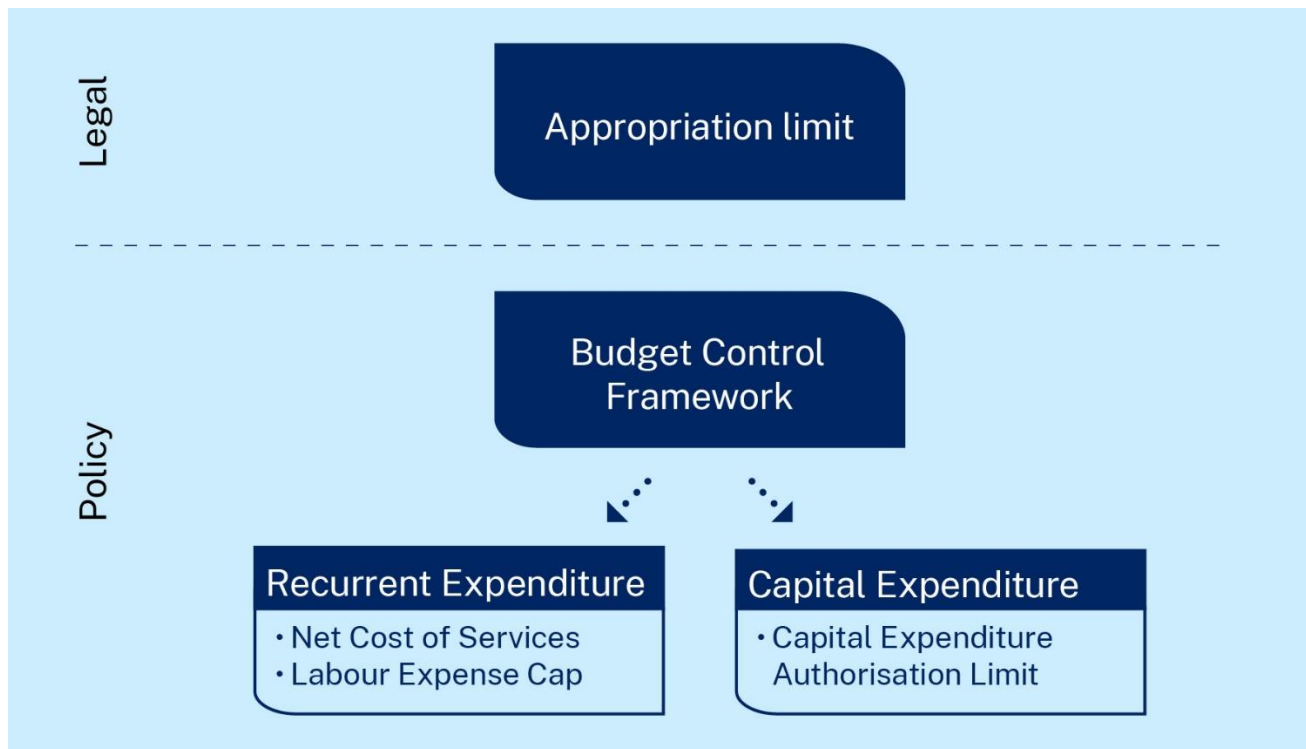 Legal
Appropriation limit
Policy
Budget Control
Framework
Recurrent Expenditure
• Net Cost of Services
• Labour Expense Cap
Capital Expenditure
• Capital Expenditure
Authorisation Limit